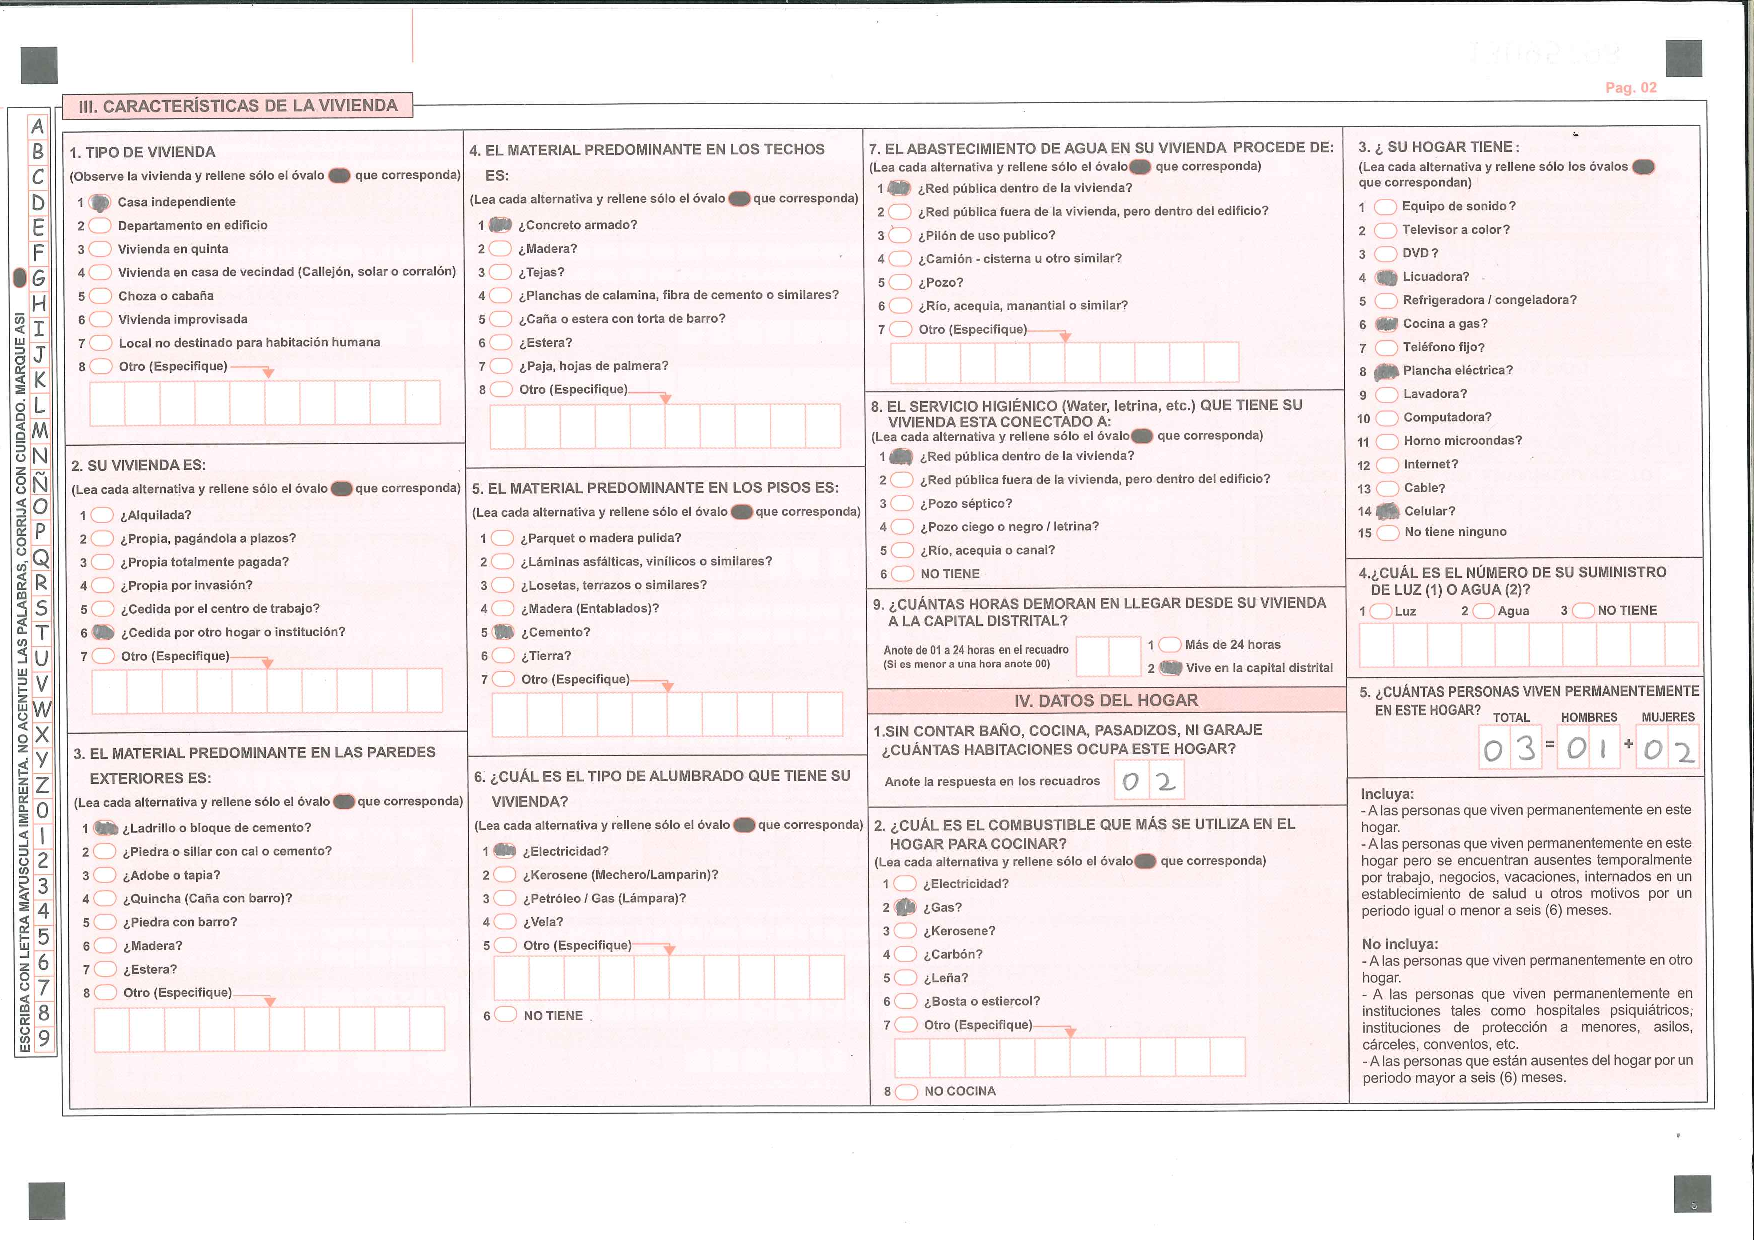 Pag. 02
III. CARACTERÍSTICAS DE LA VIVIENDA
ESCRIBA CON LETRA MAYUSCULA IMPRENTA. NO ACENTUE LAS PALABRAS, CORRIJA CON CUIDADO. MARQUE ASI
A
B
C
D
E
F
G
H
I
J
K
L
M
N
Ñ
O
P
Q
R
S
T
U
V
W
X
Y
Z
0
1
2
3
4
5
6
7
8
9
1. TIPO DE VIVIENDA
(Observe la vivienda y rellene sólo el óvalo que corresponda)
1 Casa independiente
2 Departamento en edificio
3 Vivienda en quinta
4 Vivienda en casa de vecindad (Callejón, solar o corralón)
5 Choza o cabaña
6 Vivienda improvisada
7 Local no destinado para habitación humana
8 Otro (Especifique)
2. SU VIVIENDA ES:
(Lea cada alternativa y rellene sólo el óvalo que corresponda)
1 ¿Alquilada?
2 ¿Propia, pagándola a plazos?
3 ¿Propia totalmente pagada?
4 ¿Propia por invasión?
5 ¿Cedida por el centro de trabajo?
6 ¿Cedida por otro hogar o institución?
7 Otro (Especifique)
3. EL MATERIAL PREDOMINANTE EN LAS PAREDES
EXTERIORES ES:
(Lea cada alternativa y rellene sólo el óvalo que corresponda)
1 ¿Ladrillo o bloque de cemento?
2 ¿Piedra o sillar con cal o cemento?
3 ¿Adobe o tapia?
4 ¿Quincha (Caña con barro)?
5 ¿Piedra con barro?
6 ¿Madera?
7 ¿Estera?
8 Otro (Especifique)
4. EL MATERIAL PREDOMINANTE EN LOS TECHOS
ES:
(Lea cada alternativa y rellene sólo el óvalo que corresponda)
1 ¿Concreto armado?
2 ¿Madera?
3 ¿Tejas?
4 ¿Planchas de calamina, fibra de cemento o similares?
5 ¿Caña o estera con torta de barro?
6 ¿Estera?
7 ¿Paja, hojas de palmera?
8 Otro (Especifique)
5. EL MATERIAL PREDOMINANTE EN LOS PISOS ES:
(Lea cada alternativa y rellene sólo el óvalo que corresponda)
1 ¿Parquet o madera pulida?
2 ¿Láminas asfálticas, vinílicos o similares?
3 ¿Losetas, terrazos o similares?
4 ¿Madera (Entablados)?
5 ¿Cemento?
6 ¿Tierra?
7 Otro (Especifique)
6. ¿CUÁL ES EL TIPO DE ALUMBRADO QUE TIENE SU
VIVIENDA?
(Lea cada alternativa y rellene sólo el óvalo que corresponda)
1 ¿Electricidad?
2 ¿Kerosene (Mechero/Lamparin)?
3 ¿Petróleo / Gas (Lámpara)?
4 ¿Vela?
5 Otro (Especifique)
6 NO TIENE
7. EL ABASTECIMIENTO DE AGUA EN SU VIVIENDA PROCEDE DE:
(Lea cada alternativa y rellene sólo el óvalo que corresponda)
1 ¿Red pública dentro de la vivienda?
2 ¿Red pública fuera de la vivienda, pero dentro del edificio?
3 ¿Pilón de uso publico?
4 ¿Camión - cisterna u otro similar?
5 ¿Pozo?
6 ¿Río, acequia, manantial o similar?
7 Otro (Especifique)
8. EL SERVICIO HIGIÉNICO (Water, letrina, etc.) QUE TIENE SU
VIVIENDA ESTA CONECTADO A:
(Lea cada alternativa y rellene sólo el óvalo que corresponda)
1 ¿Red pública dentro de la vivienda?
2 ¿Red pública fuera de la vivienda, pero dentro del edificio?
3 ¿Pozo séptico?
4 ¿Pozo ciego o negro / letrina?
5 ¿Río, acequia o canal?
6 NO TIENE
9. ¿CUÁNTAS HORAS DEMORAN EN LLEGAR DESDE SU VIVIENDA
A LA CAPITAL DISTRITAL?
Anote de 01 a 24 horas en el recuadro
(Si es menor a una hora anote 00)
1 Más de 24 horas
2 Vive en la capital distrital
IV. DATOS DEL HOGAR
1.SIN CONTAR BAÑO, COCINA, PASADIZOS, NI GARAJE
¿CUÁNTAS HABITACIONES OCUPA ESTE HOGAR?
Anote la respuesta en los recuadros 0 2
2. ¿CUÁL ES EL COMBUSTIBLE QUE MÁS SE UTILIZA EN EL
HOGAR PARA COCINAR?
(Lea cada alternativa y rellene sólo el óvalo que corresponda)
1 ¿Electricidad?
2 ¿Gas?
3 ¿Kerosene?
4 ¿Carbón?
5 ¿Leña?
6 ¿Bosta o estiercol?
7 Otro (Especifique)
8 NO COCINA
3. ¿ SU HOGAR TIENE :
(Lea cada alternativa y rellene sólo los óvalos
que correspondan)
1 Equipo de sonido?
2 Televisor a color?
3 DVD?
4 Licuadora?
5 Refrigeradora / congeladora?
6 Cocina a gas?
7 Teléfono fijo?
8 Plancha eléctrica?
9 Lavadora?
10 Computadora?
11 Horno microondas?
12 Internet?
13 Cable?
14 Celular?
15 No tiene ninguno
4.¿CUÁL ES EL NÚMERO DE SU SUMINISTRO
DE LUZ (1) O AGUA (2)?
1 Luz 2 Agua 3 NO TIENE
5. ¿CUÁNTAS PERSONAS VIVEN PERMANENTEMENTE
EN ESTE HOGAR? TOTAL HOMBRES MUJERES
0 3 = 0 1 + 0 2
Incluya:
- A las personas que viven permanentemente en este
hogar.
- A las personas que viven permanentemente en este
hogar pero se encuentran ausentes temporalmente
por trabajo, negocios, vacaciones, internados en un
establecimiento de salud u otros motivos por un
periodo igual o menor a seis (6) meses.
No incluya:
- A las personas que viven permanentemente en otro
hogar.
- A las personas que viven permanentemente en
instituciones tales como hospitales psiquiátricos,
instituciones de protección a menores, asilos,
cárceles, conventos, etc.
- A las personas que están ausentes del hogar por un
periodo mayor a seis (6) meses.